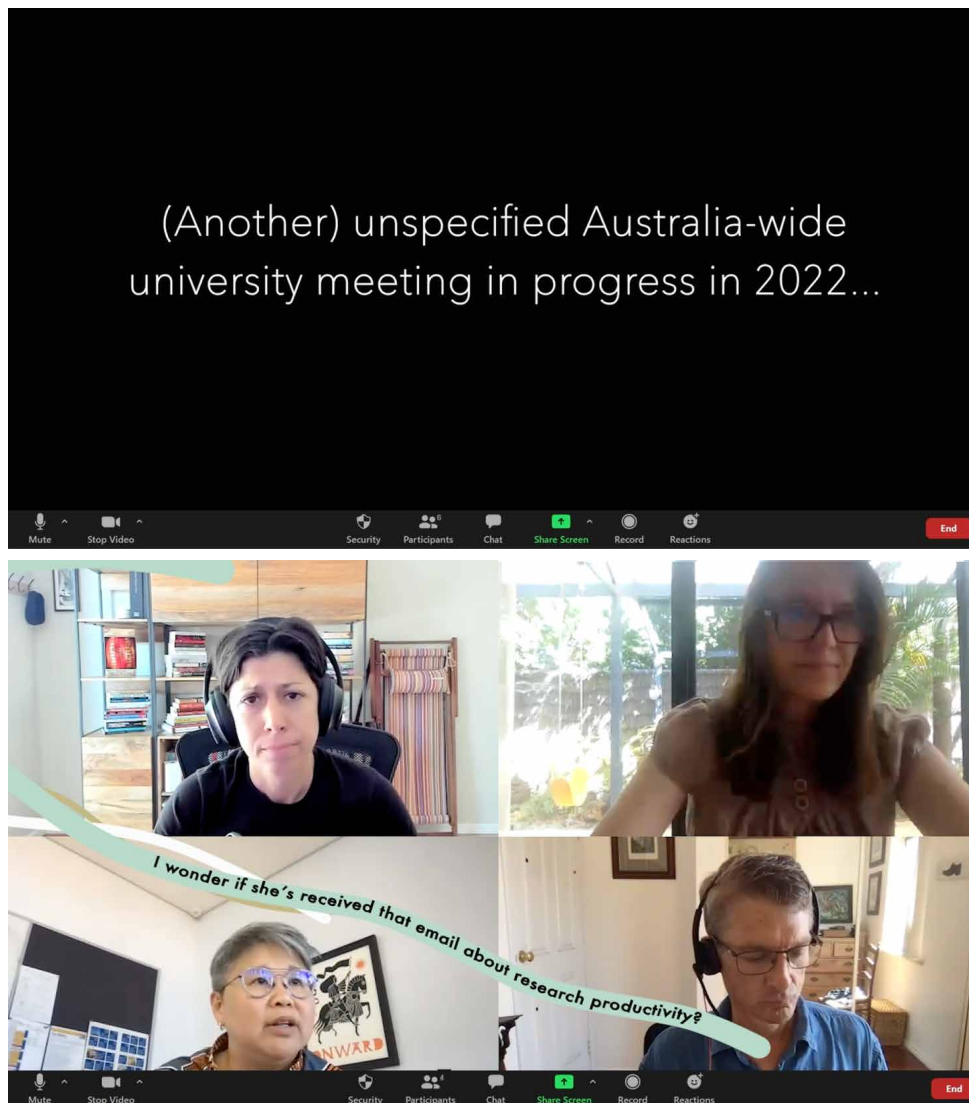 (Another) unspecified Australia-wide
university meeting in progress in 2022...
6
Mute
Stop Video
Security
Participants
Chat
Share Screen
Record
Reactions
End
I wonder if she's received that email about research productivity?
ONWARD
4
Mute
Stop Video
Security
Participants
Chat
Share Screen
Record
Reactions
End